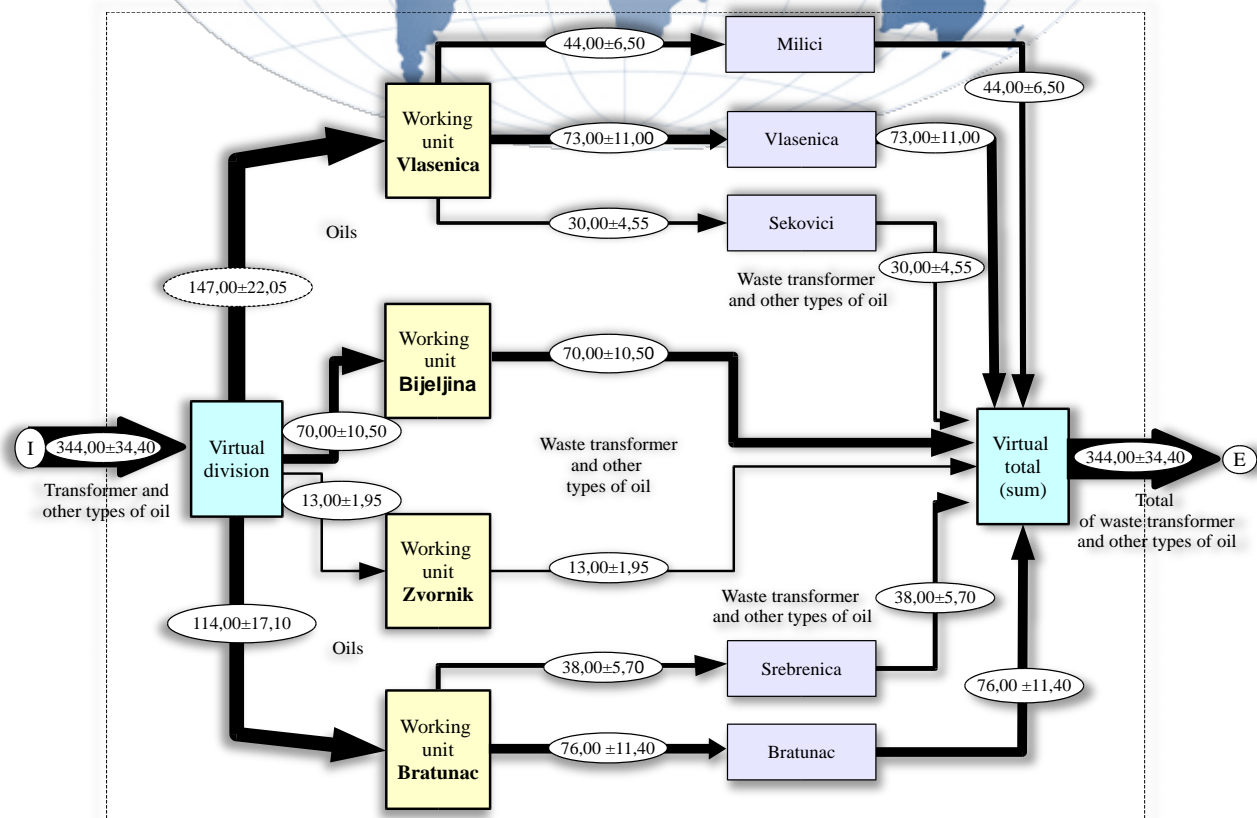 44,00±6,50
Milici
44,00±6,50
Working
unit
Vlasenica
73,00±11,00
Vlasenica
73,00±11,00
30,00±4,55
Sekovici
30,00±4,55
Oils
147,00±22,05
Waste transformer
and other types of oil
Working
unit
Bijeljina
70,00±10,50
70,00±10,50
I
344,00±34,40
Transformer and
other types of oil
Virtual
division
13,00±1,95
Waste transformer
and other
types of oil
Virtual
total
(sum)
344,00±34,40
E
Total
of waste transformer
and other types of oil
Working
unit
Zvornik
13,00±1,95
Waste transformer
and other types of oil
38,00±5,70
114,00±17,10
Oils
38,00±5,70
Srebrenica
76,00 ±11,40
Working
unit
Bratunac
76,00 ±11,40
Bratunac